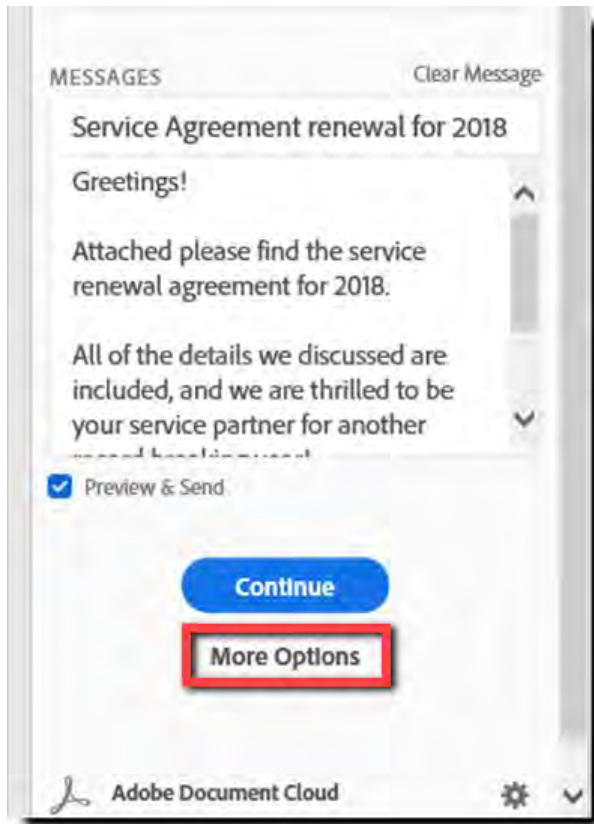 MESSAGES Clear Message
Service Agreement renewal for 2018
Greetings!
Attached please find the service
renewal agreement for 2018.
All of the details we discussed are
included, and we are thrilled to be
your service partner for another
Preview & Send
Continue
More Options
Adobe Document Cloud